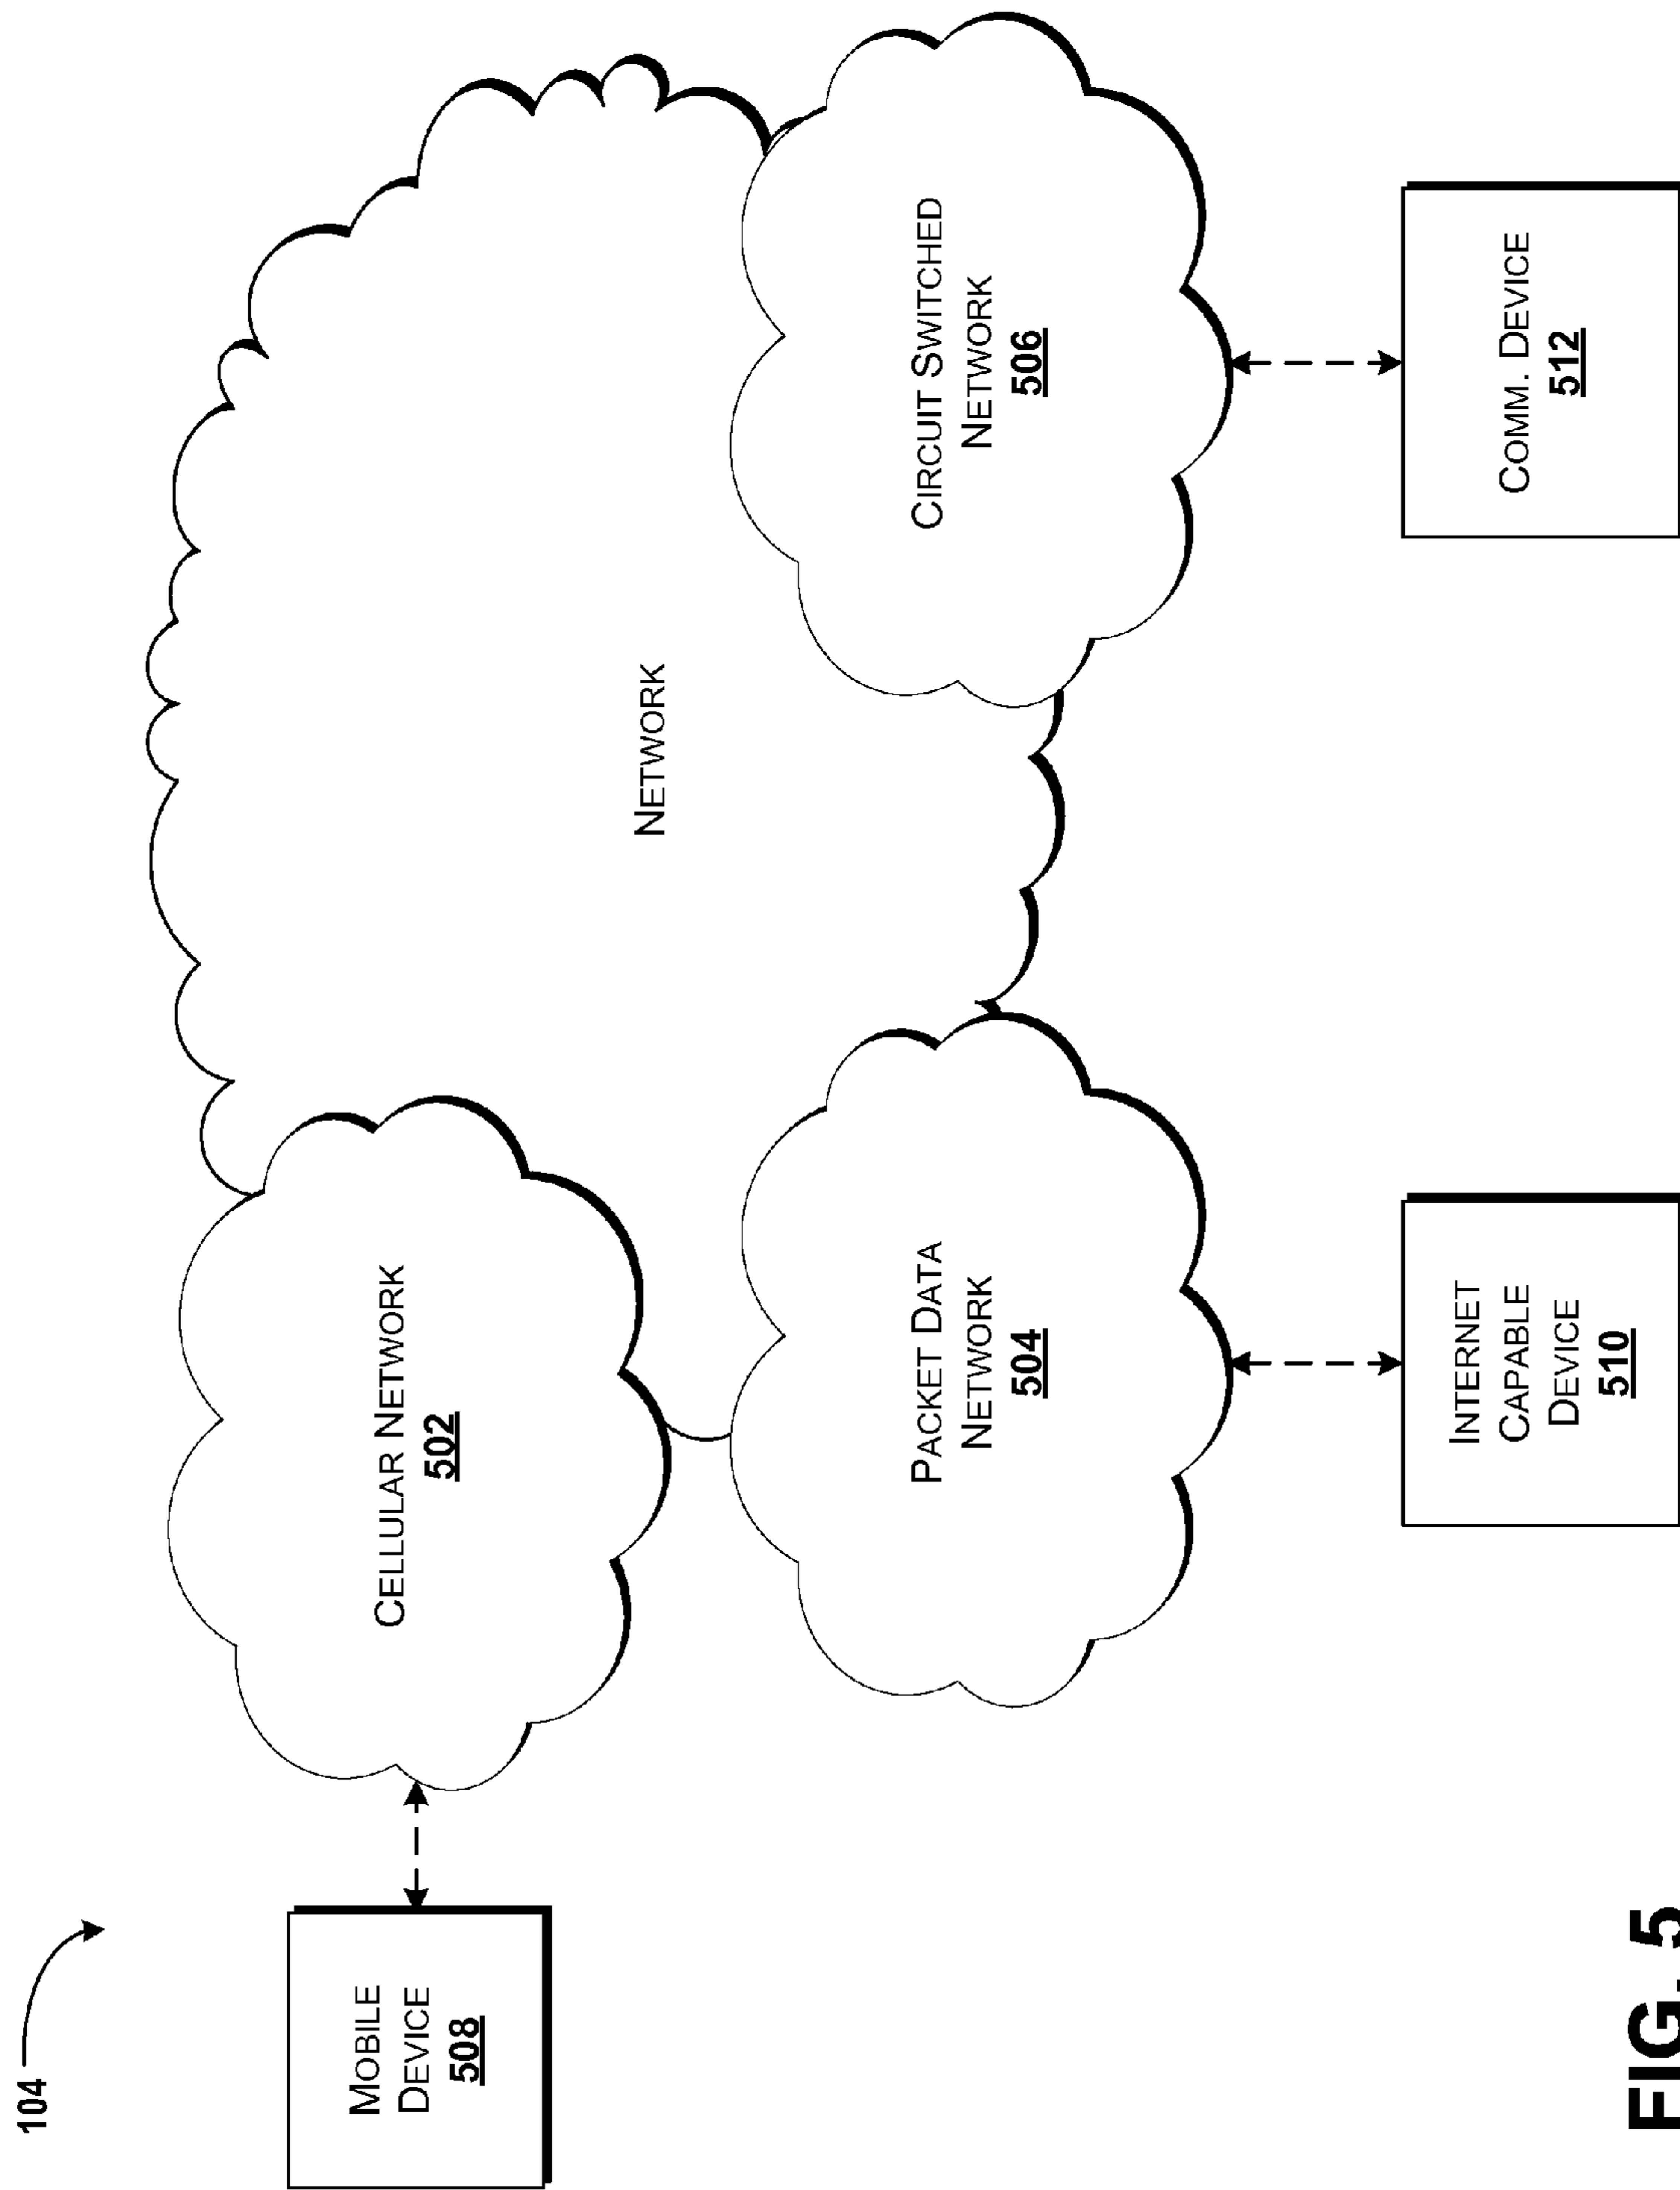 104
MOBILE
DEVICE
508
CELLULAR NETWORK
502
NETWORK
PACKET DATA
NETWORK
504
CIRCUIT SWITCHED
NETWORK
506
INTERNET
CAPABLE
DEVICE
510
COMM. DEVICE
512
FIG. 5